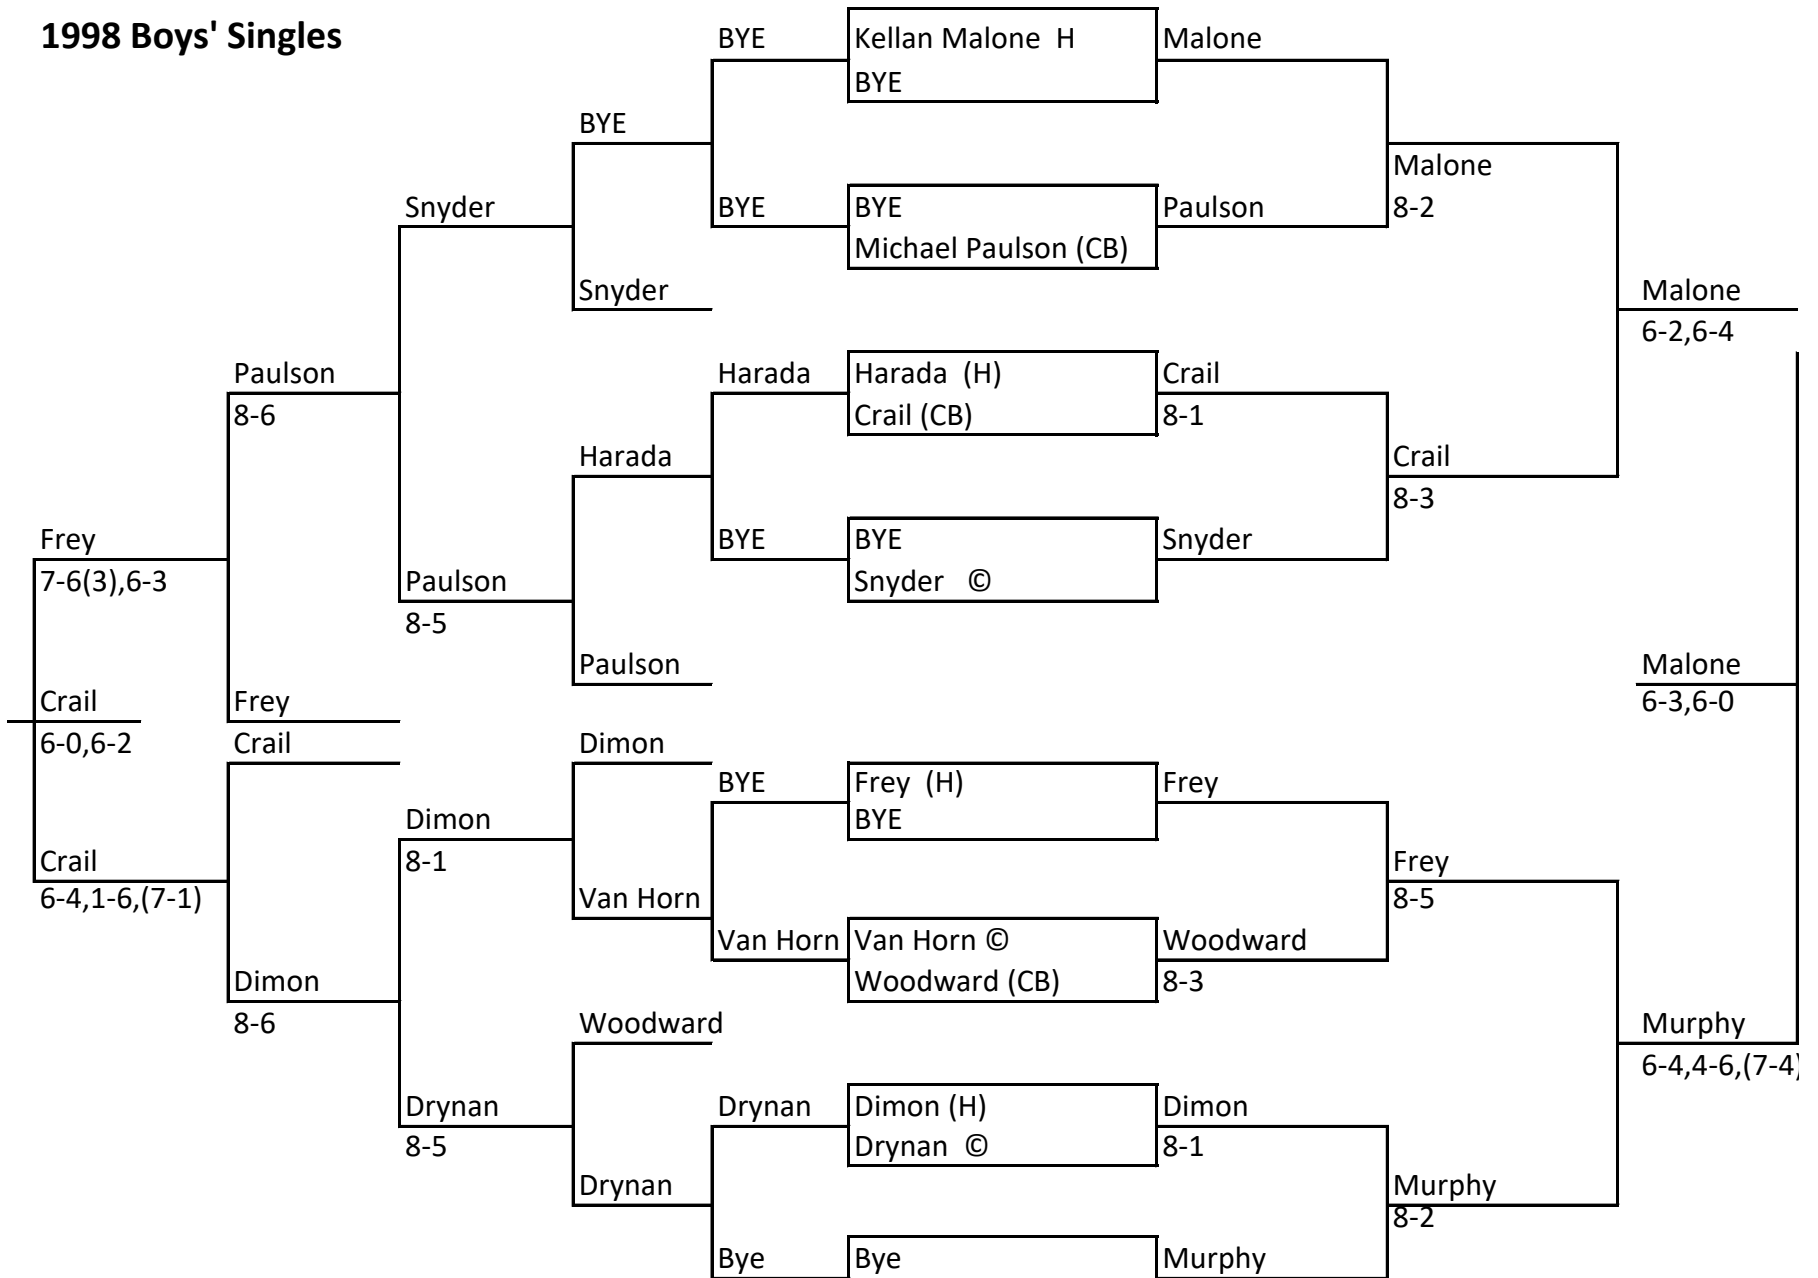 1998 Boys' Singles
BYE Kellan Malone H Malone
BYE
BYE
Malone
Snyder BYE BYE Paulson 8-2
Michael Paulson (CB)
Snyder Malone
6-2,6-4
Paulson Harada Harada (H) Crail
8-6 Crail (CB) 8-1
Harada Crail
8-3
Frey BYE BYE Snyder
7-6(3),6-3 Paulson Snyder ©
8-5
Paulson Malone
Crail Frey 6-3,6-0
6-0,6-2 Crail Dimon
BYE Frey (H) Frey
Dimon BYE
Crail 8-1 Frey
6-4,1-6,(7-1) Van Horn 8-5
Van Horn Van Horn © Woodward
Dimon Woodward (CB) 8-3
8-6 Woodward Murphy
6-4,4-6,(7-4)
Drynan Drynan Dimon (H) Dimon
8-5 Drynan © 8-1
Drynan Murphy
8-2
Bye Bye Murphy